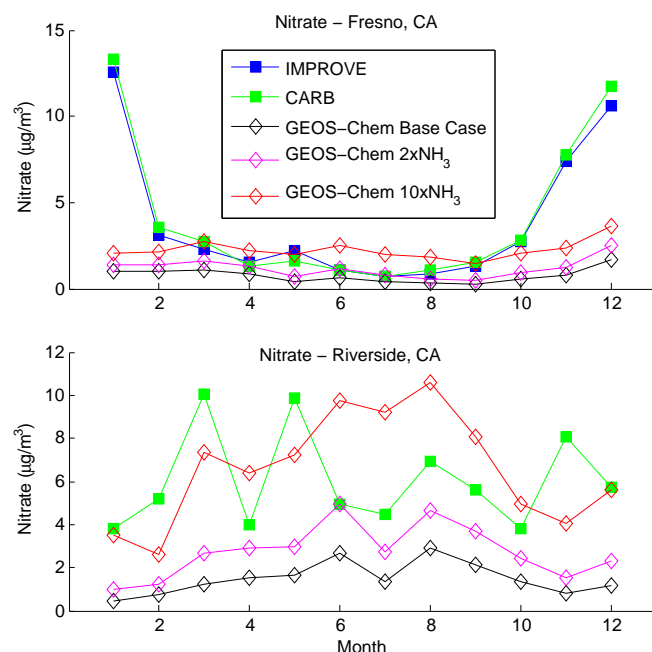 Nitrate − Fresno, CA
15
10
5
0
Nitrate (μg/m³)
IMPROVE
CARB
GEOS−Chem Base Case
GEOS−Chem 2xNH₃
GEOS−Chem 10xNH₃
2 4 6 8 10 12
Nitrate − Riverside, CA
12
10
8
6
4
2
0
Nitrate (μg/m³)
2 4 6 8 10 12
Month